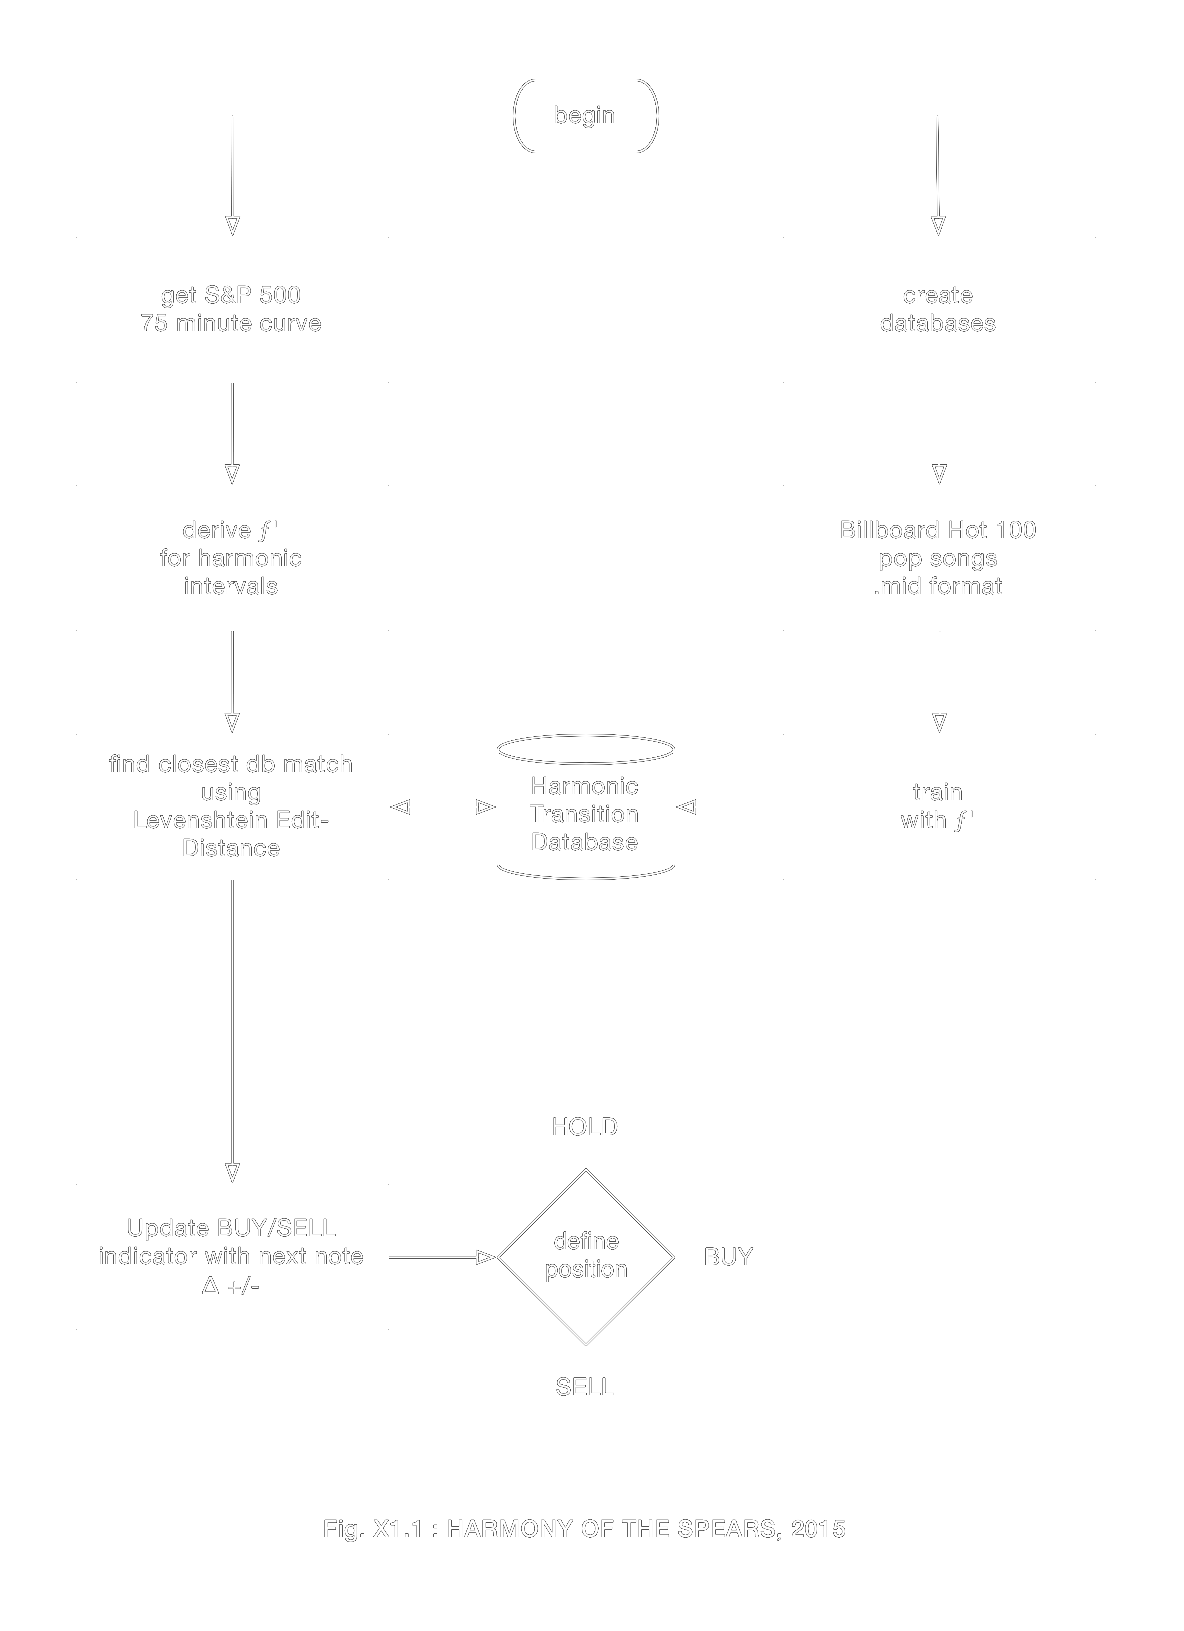 begin
get S&P 500
75 minute curve
create
databases
derive f'
for harmonic
intervals
Billboard Hot 100
pop songs
.mid format
find closest db match
using
Levenshtein Edit-
Distance
Harmonic
Transition
Database
train
with f'
HOLD
Update BUY/SELL
indicator with next note
Δ +/-
define
position
BUY
SELL
Fig. X1.1 : HARMONY OF THE SPEARS, 2015